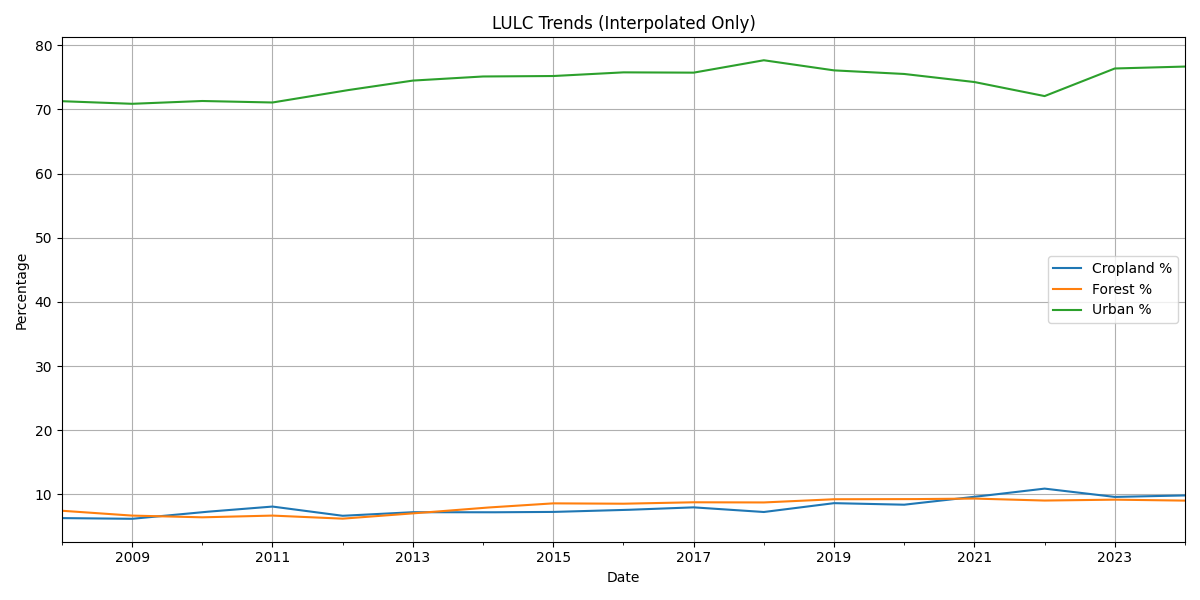 LULC Trends (Interpolated Only)
80
70
60
50
40
30
20
10
Percentage
Cropland %
Forest %
Urban %
2009 2011 2013 2015 2017 2019 2021 2023
Date